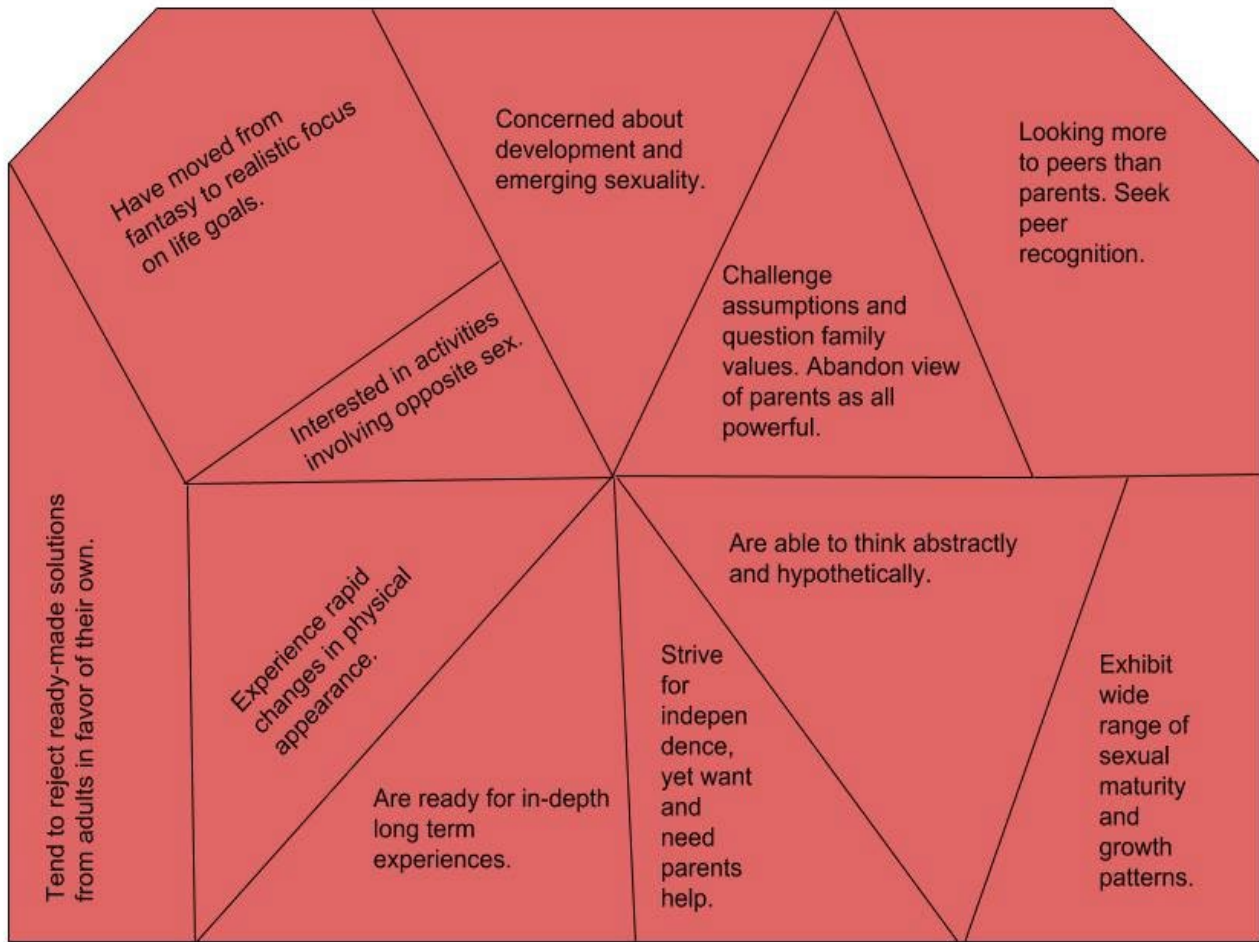 Have moved from
fantasy to realistic focus
on life goals.
Concerned about
development and
emerging sexuality.
Looking more
to peers than
parents. Seek
peer
recognition.
Challenge
assumptions and
question family
values. Abandon view
of parents as all
powerful.
Interested in activities
involving opposite sex.
Tend to reject ready-made solutions
from adults in favor of their own.
Experience rapid
changes in physical
appearance.
Are ready for in-depth
long term
experiences.
Strive
for
indepen
dence,
yet want
and
need
parents
help.
Are able to think abstractly
and hypothetically.
Exhibit
wide
range of
sexual
maturity
and
growth
patterns.